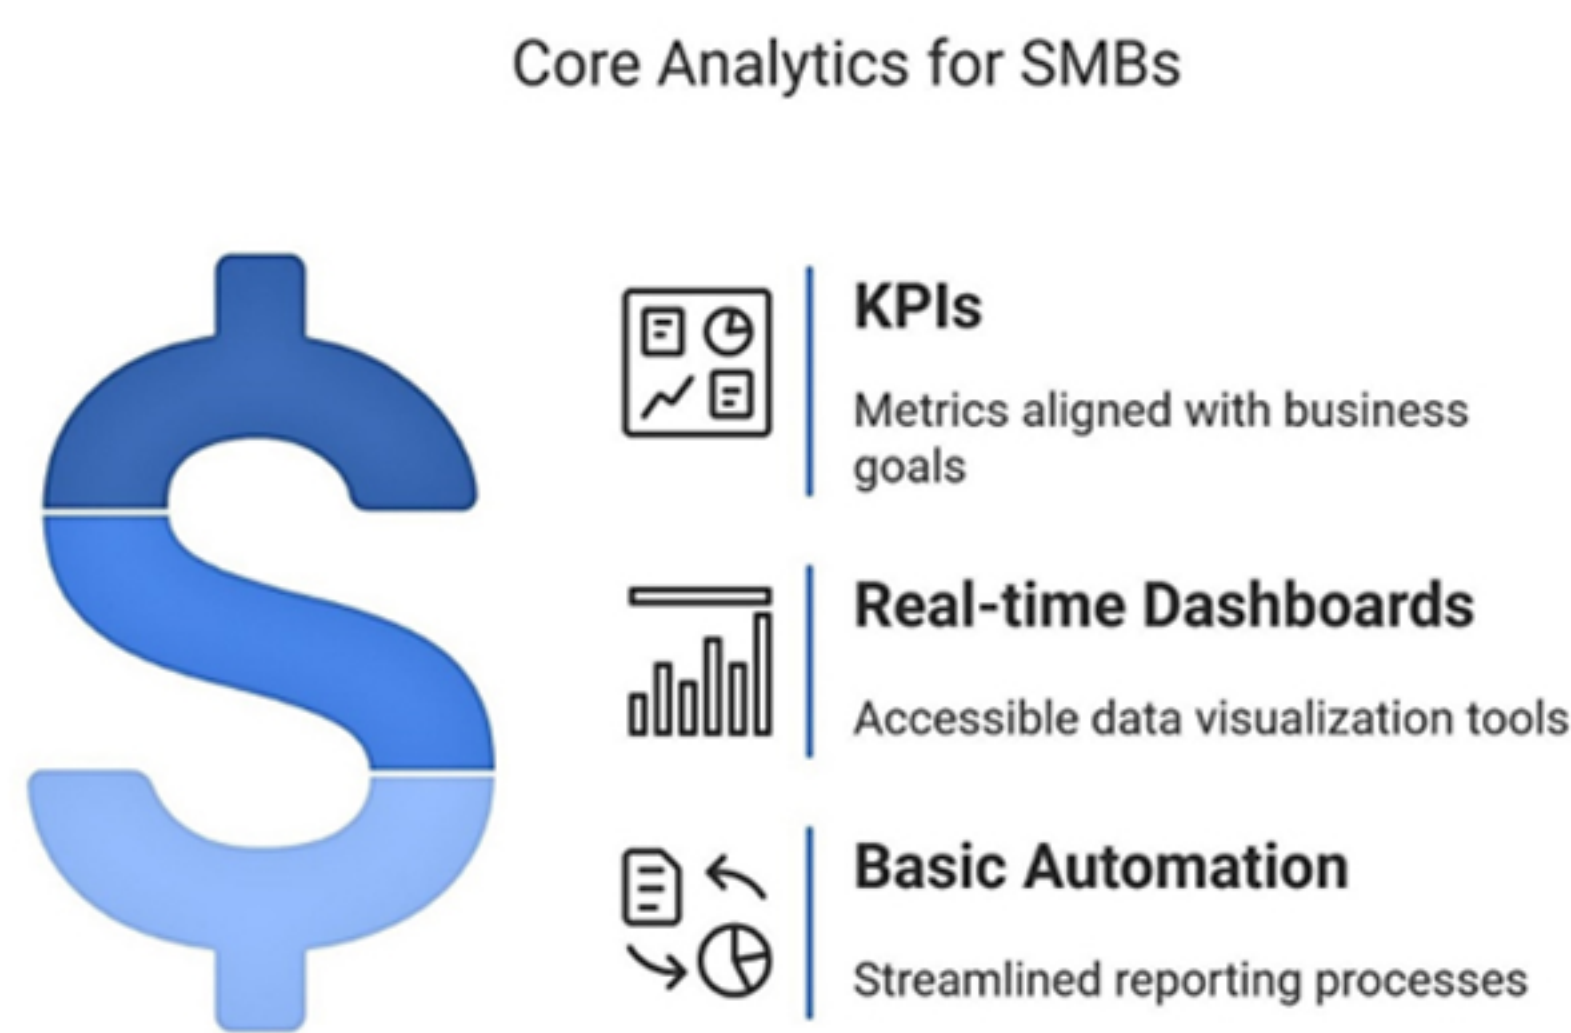 Core Analytics for SMBs
KPIs
Metrics aligned with business
goals
Real-time Dashboards
Accessible data visualization tools
Basic Automation
Streamlined reporting processes